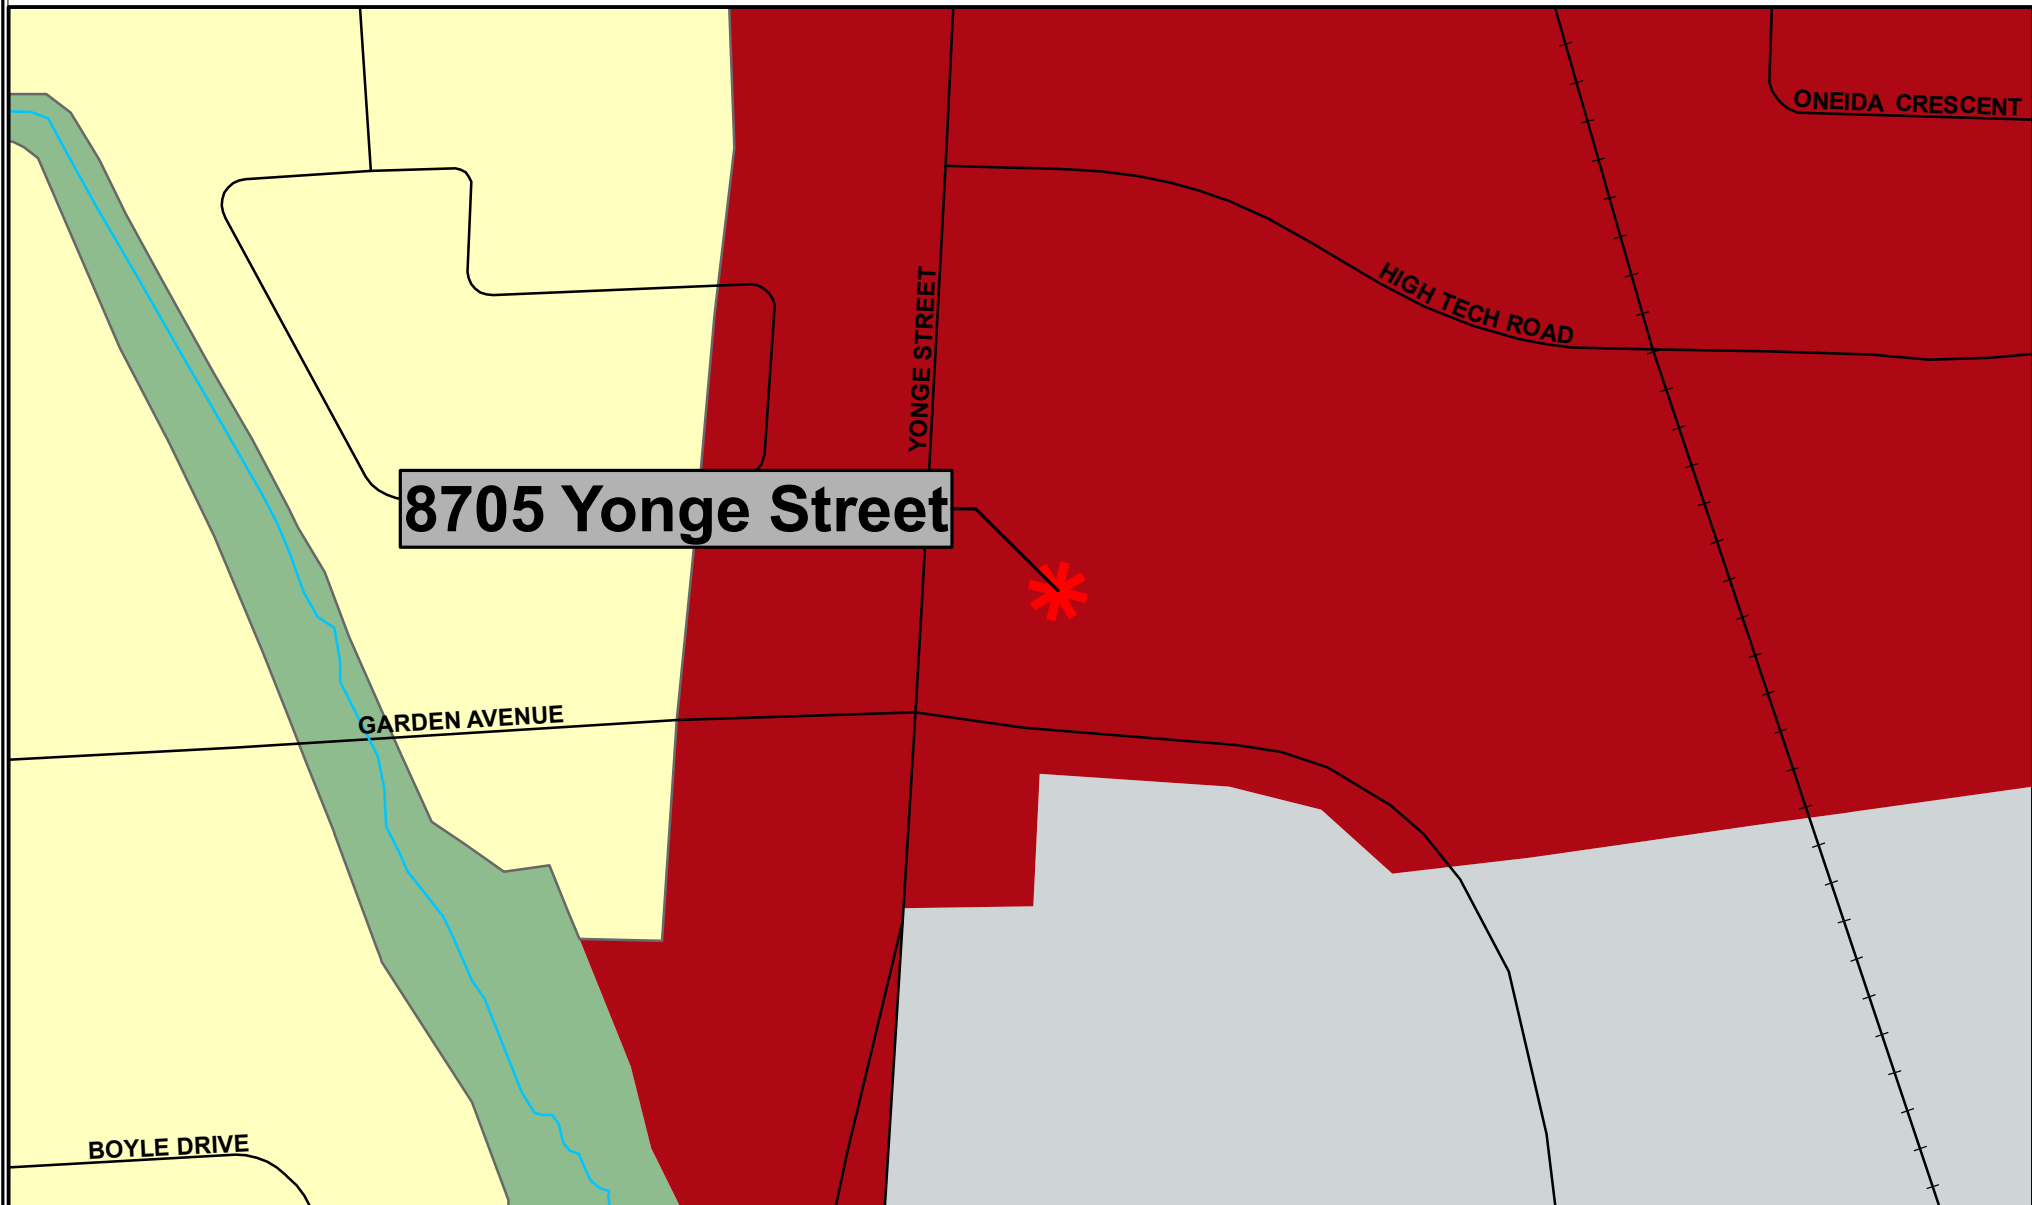 ONEIDA CRESCENT
HIGH TECH ROAD
YONGE STREET
8705 Yonge Street
GARDEN AVENUE
BOYLE DRIVE